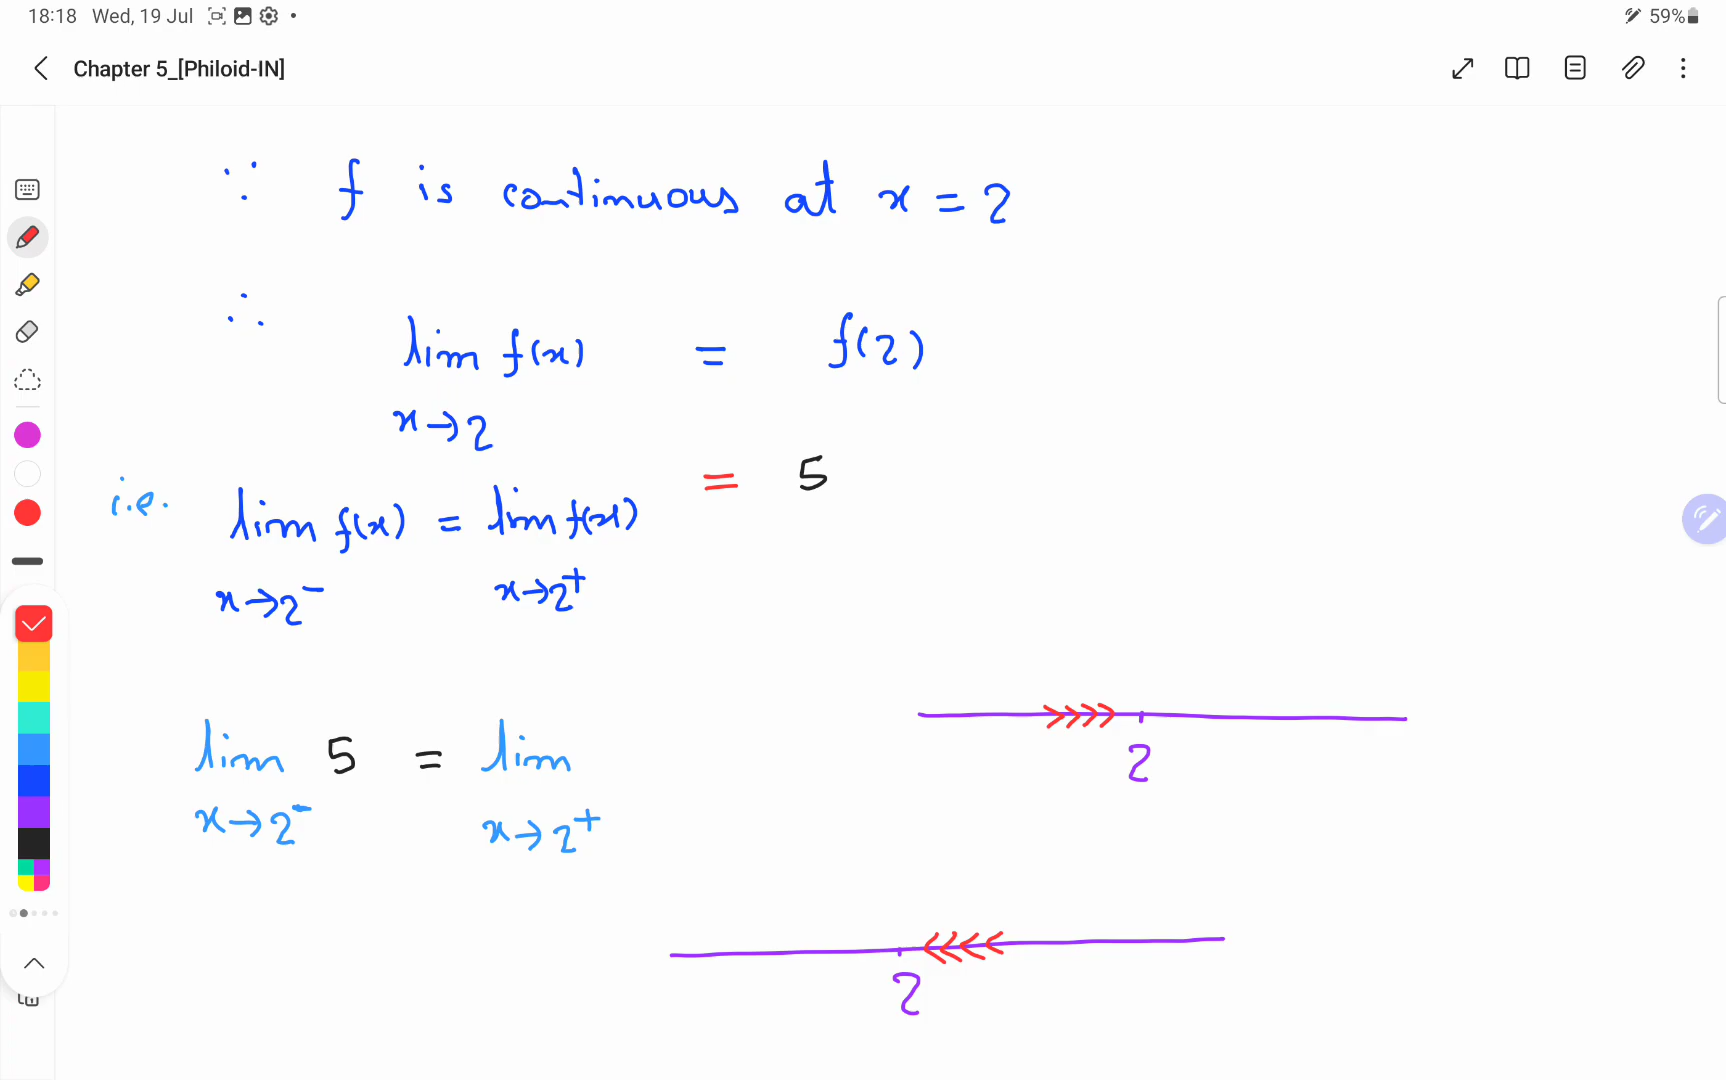 18:18 Wed, 19 Jul 59%
Chapter 5_[Philoid-IN]
∵ f is continuous at x = 2
∴ lim f(x) = f(2)
x→2
= 5
i.e. lim f(x) = lim f(x)
x→2⁻ x→2⁺
lim 5 = lim
x→2⁻ x→2⁺
2
2